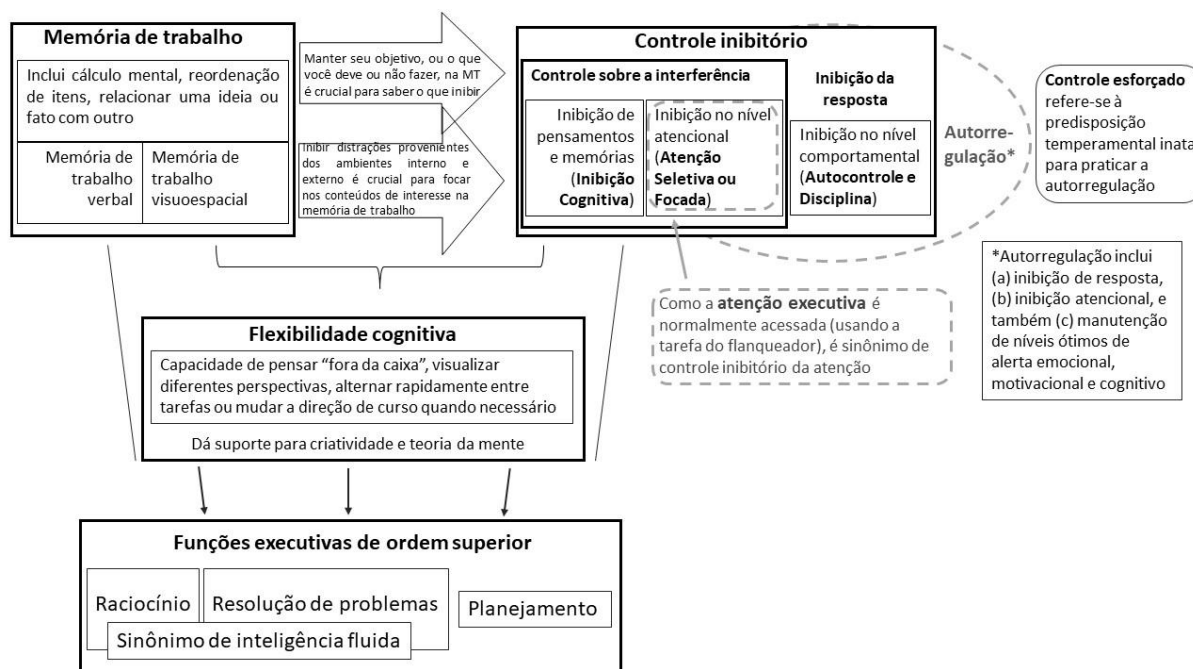 Memória de trabalho
Inclui cálculo mental, reordenação
de itens, relacionar uma ideia ou
fato com outro
Memória de
trabalho
verbal
Memória de
trabalho
visuoespacial
Manter seu objetivo, ou o que
você deve ou não fazer, na MT
é crucial para saber o que inibir
Inibir distrações provenientes
dos ambientes interno e
externo é crucial para focar
nos conteúdos de interesse na
memória de trabalho
Controle inibitório
Controle sobre a interferência
Inibição de
pensamentos
e memórias
(Inibição
Cognitiva)
Inibição no nível
atencional
(Atenção
Seletiva ou
Focada)
Inibição da
resposta
Inibição no nível
comportamental
(Autocontrole e
Disciplina)
Autorre-
gulação*
Controle esforçado
refere-se à
predisposição
temperamental inata
para praticar a
autorregulação
*Autorregulação inclui
(a) inibição de resposta,
(b) inibição atencional, e
também (c) manutenção
de níveis ótimos de
alerta emocional,
motivacional e cognitivo
Como a atenção executiva é
normalmente acessada (usando a
tarefa do flanqueador), é sinônimo de
controle inibitório da atenção
Flexibilidade cognitiva
Capacidade de pensar “fora da caixa”, visualizar
diferentes perspectivas, alternar rapidamente entre
tarefas ou mudar a direção de curso quando necessário
Dá suporte para criatividade e teoria da mente
Funções executivas de ordem superior
Raciocínio
Resolução de problemas
Planejamento
Sinônimo de inteligência fluida